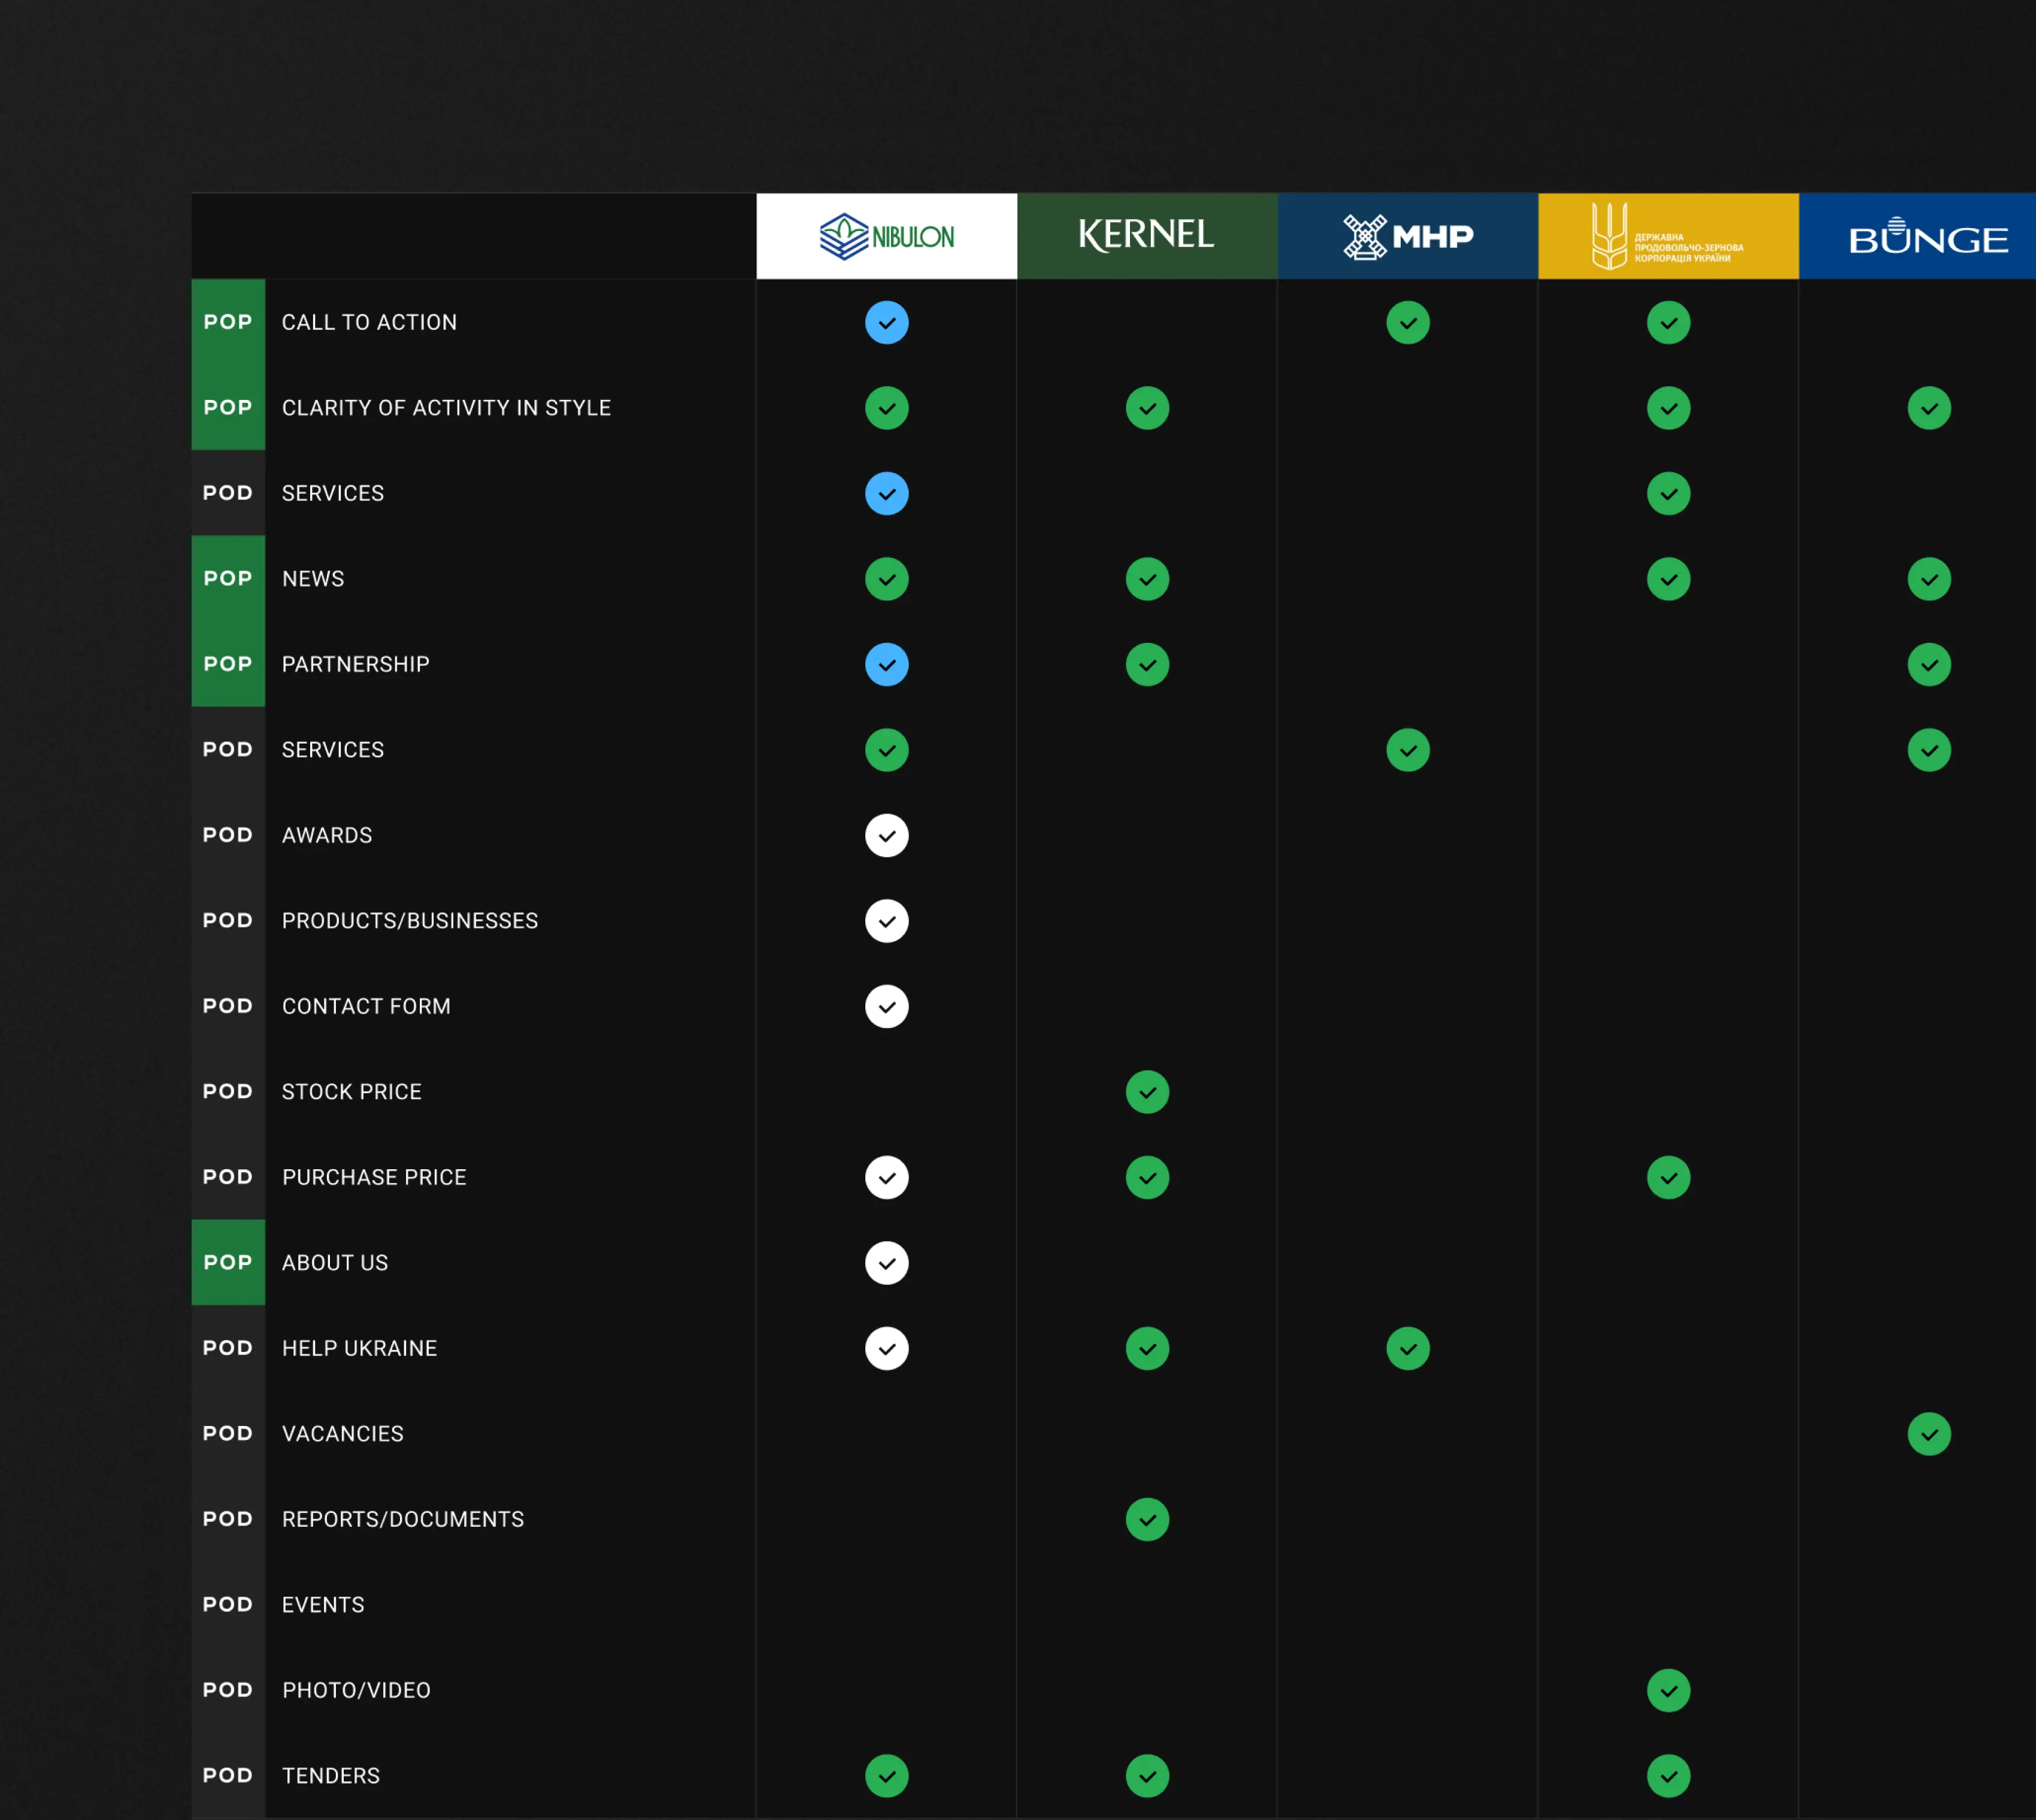 NIBULON
KERNEL
МНР
ДЕРЖАВНА
ПРОДОВОЛЬЧО-ЗЕРНОВА
КОРПОРАЦІЯ УКРАЇНИ
BUNGE
POP CALL TO ACTION
POP CLARITY OF ACTIVITY IN STYLE
POD SERVICES
POP NEWS
POP PARTNERSHIP
POD SERVICES
POD AWARDS
POD PRODUCTS/BUSINESSES
POD CONTACT FORM
POD STOCK PRICE
POD PURCHASE PRICE
POP ABOUT US
POD HELP UKRAINE
POD VACANCIES
POD REPORTS/DOCUMENTS
POD EVENTS
POD PHOTO/VIDEO
POD TENDERS